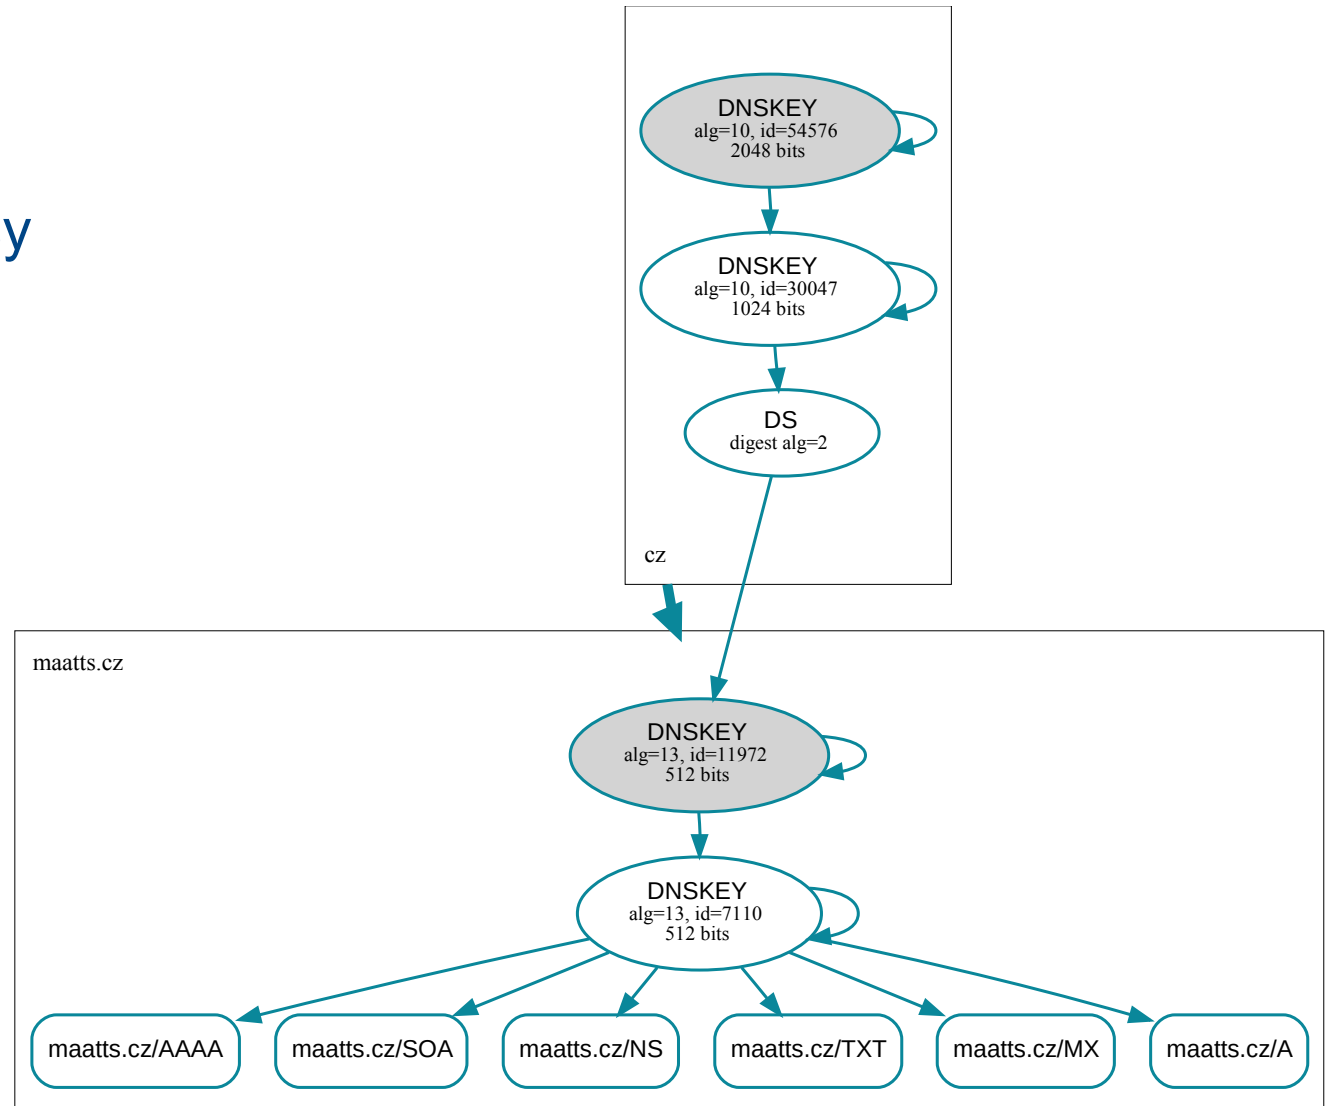 DNSKEY
alg=10, id=54576
2048 bits
y
DNSKEY
alg=10, id=30047
1024 bits
DS
digest alg=2
cz
maatts.cz
DNSKEY
alg=13, id=11972
512 bits
DNSKEY
alg=13, id=7110
512 bits
maatts.cz/AAAA
maatts.cz/SOA
maatts.cz/NS
maatts.cz/TXT
maatts.cz/MX
maatts.cz/A